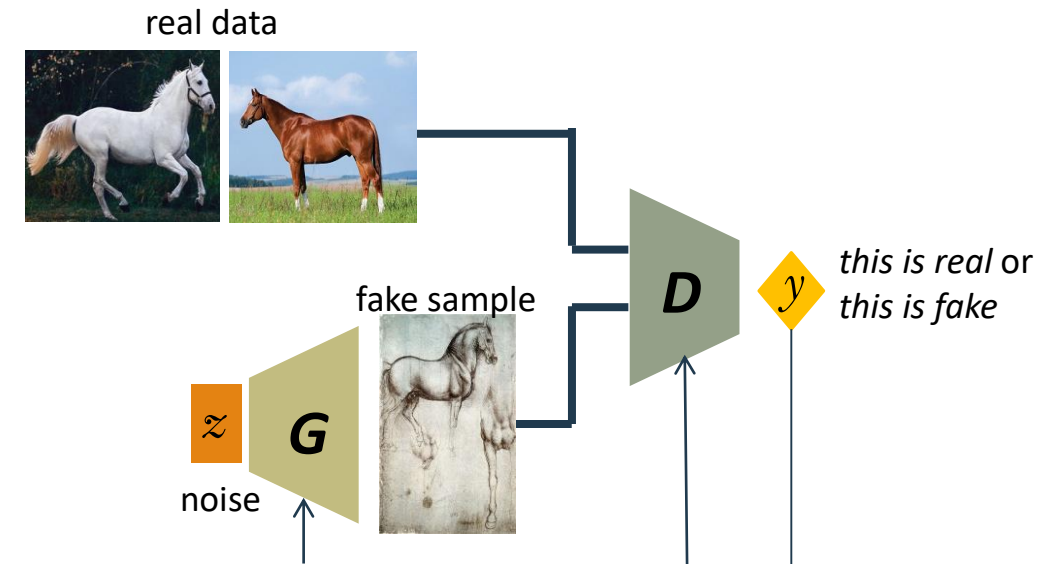 real data
fake sample
D
y
this is real or
this is fake
z
G
noise